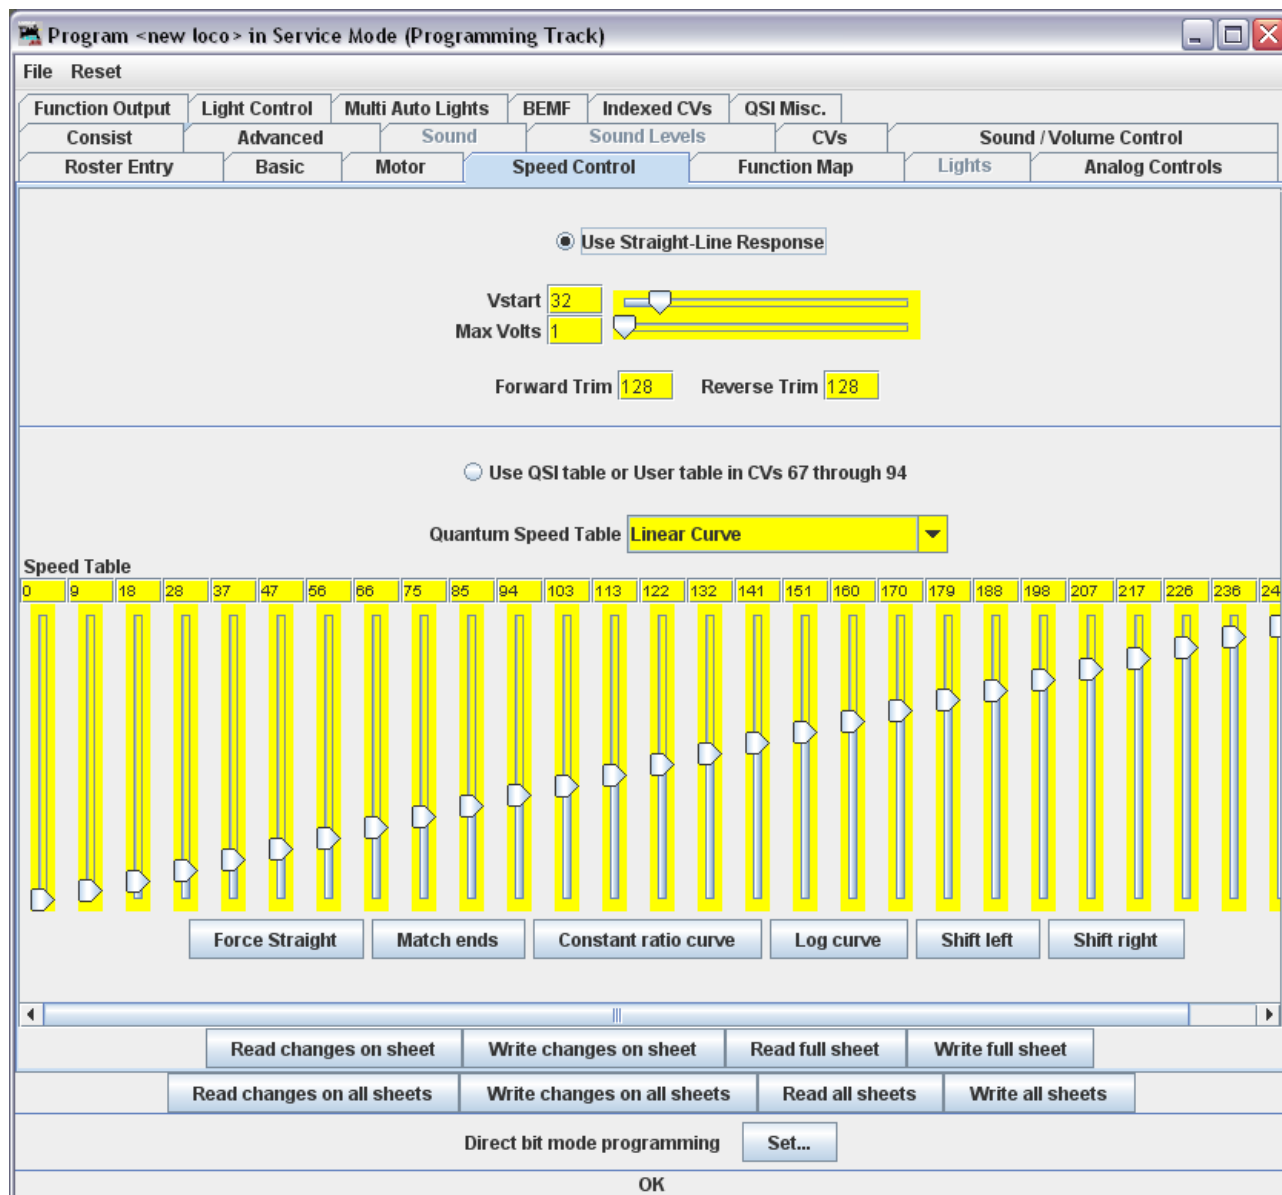 Program <new loco> in Service Mode (Programming Track)
File Reset
Function Output Light Control Multi Auto Lights BEMF Indexed CVs QSI Misc.
Consist Advanced Sound Sound Levels CVs Sound / Volume Control
Roster Entry Basic Motor Speed Control Function Map Lights Analog Controls
Use Straight-Line Response
Vstart 32
Max Volts 1
Forward Trim 128 Reverse Trim 128
Use QSI table or User table in CVs 67 through 94
Quantum Speed Table Linear Curve
Speed Table
0 9 18 28 37 47 56 66 75 85 94 103 113 122 132 141 151 160 170 179 188 198 207 217 226 236 24
Force Straight Match ends Constant ratio curve Log curve Shift left Shift right
Read changes on sheet Write changes on sheet Read full sheet Write full sheet
Read changes on all sheets Write changes on all sheets Read all sheets Write all sheets
Direct bit mode programming Set...
OK